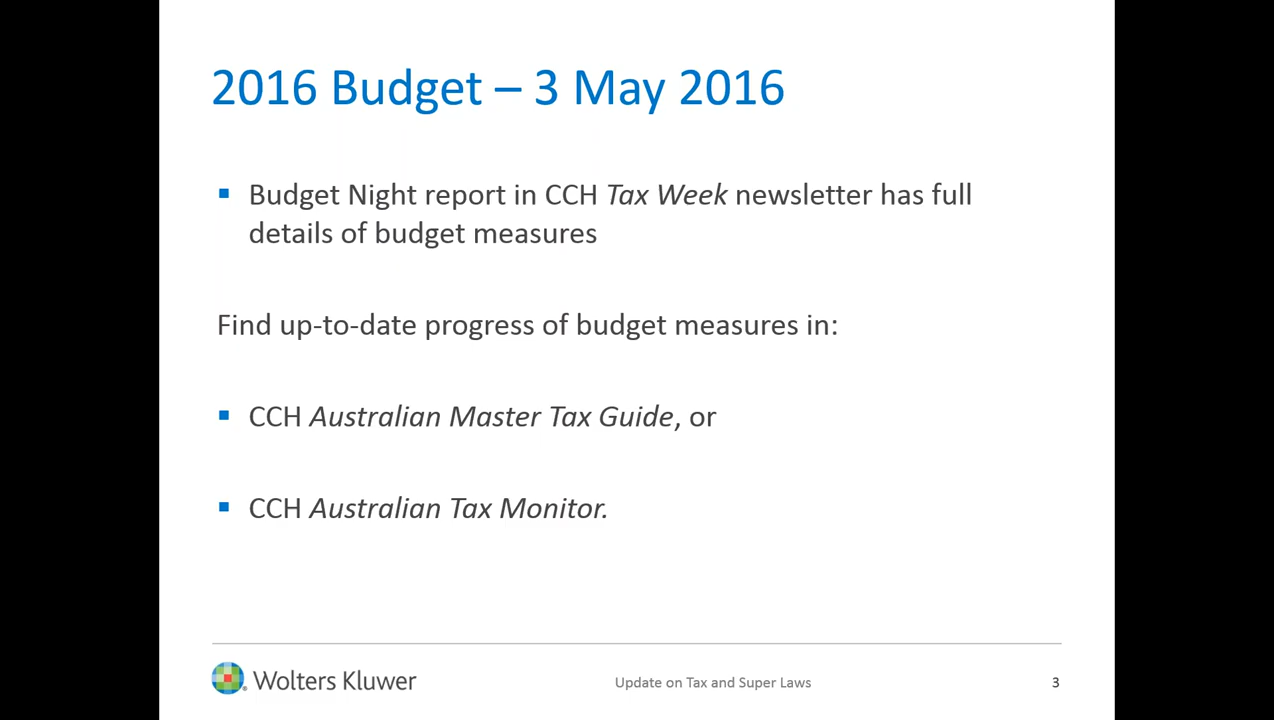 2016 Budget – 3 May 2016
▪ Budget Night report in CCH Tax Week newsletter has full
details of budget measures
Find up-to-date progress of budget measures in:
▪ CCH Australian Master Tax Guide, or
▪ CCH Australian Tax Monitor.
Wolters Kluwer
Update on Tax and Super Laws
3